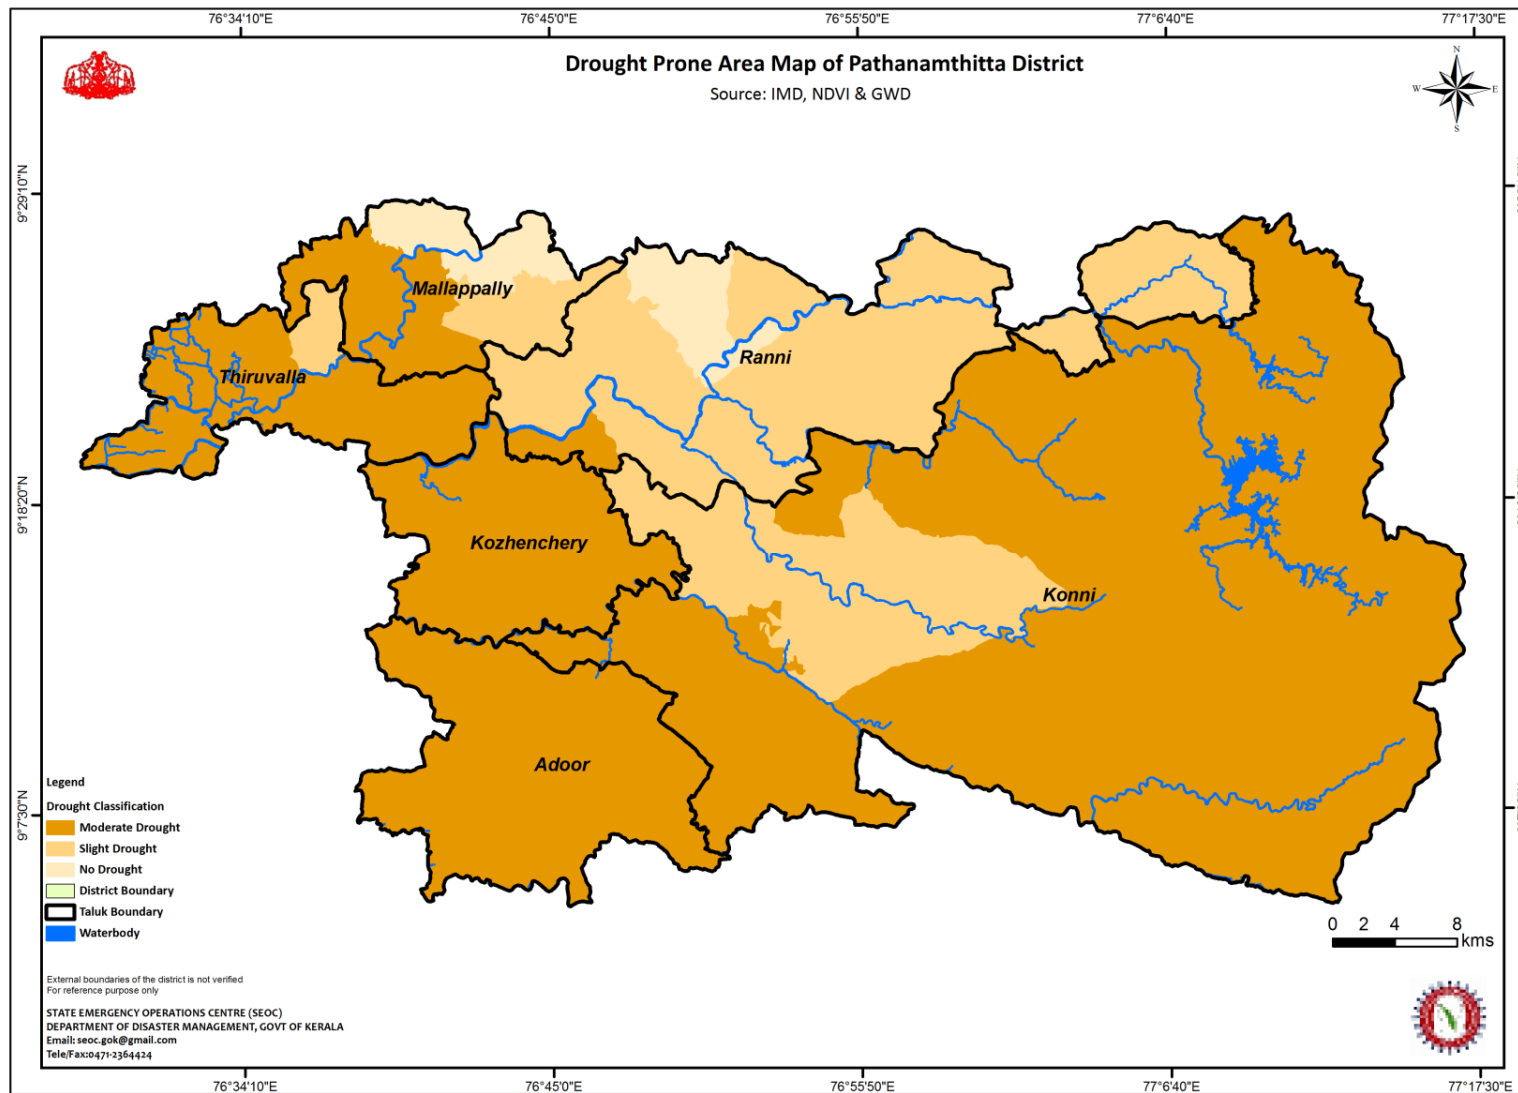 76°34'10"E 76°45'0"E 76°55'50"E 77°6'40"E 77°17'30"E
Drought Prone Area Map of Pathanamthitta District
Source: IMD, NDVI & GWD
N
W E
S
9°29'10"N
Mallappally
Ranni
Thiruvalla
9°18'20"N
Kozhenchery
Konni
Adoor
9°7'30"N
Legend
Drought Classification
Moderate Drought
Slight Drought
No Drought
District Boundary
Taluk Boundary
Waterbody
0 2 4 8
kms
External boundaries of the district is not verified
For reference purpose only
STATE EMERGENCY OPERATIONS CENTRE (SEOC)
DEPARTMENT OF DISASTER MANAGEMENT, GOVT OF KERALA
Email: seoc.gok@gmail.com
Tele/Fax:0471-2364424
76°34'10"E 76°45'0"E 76°55'50"E 77°6'40"E 77°17'30"E